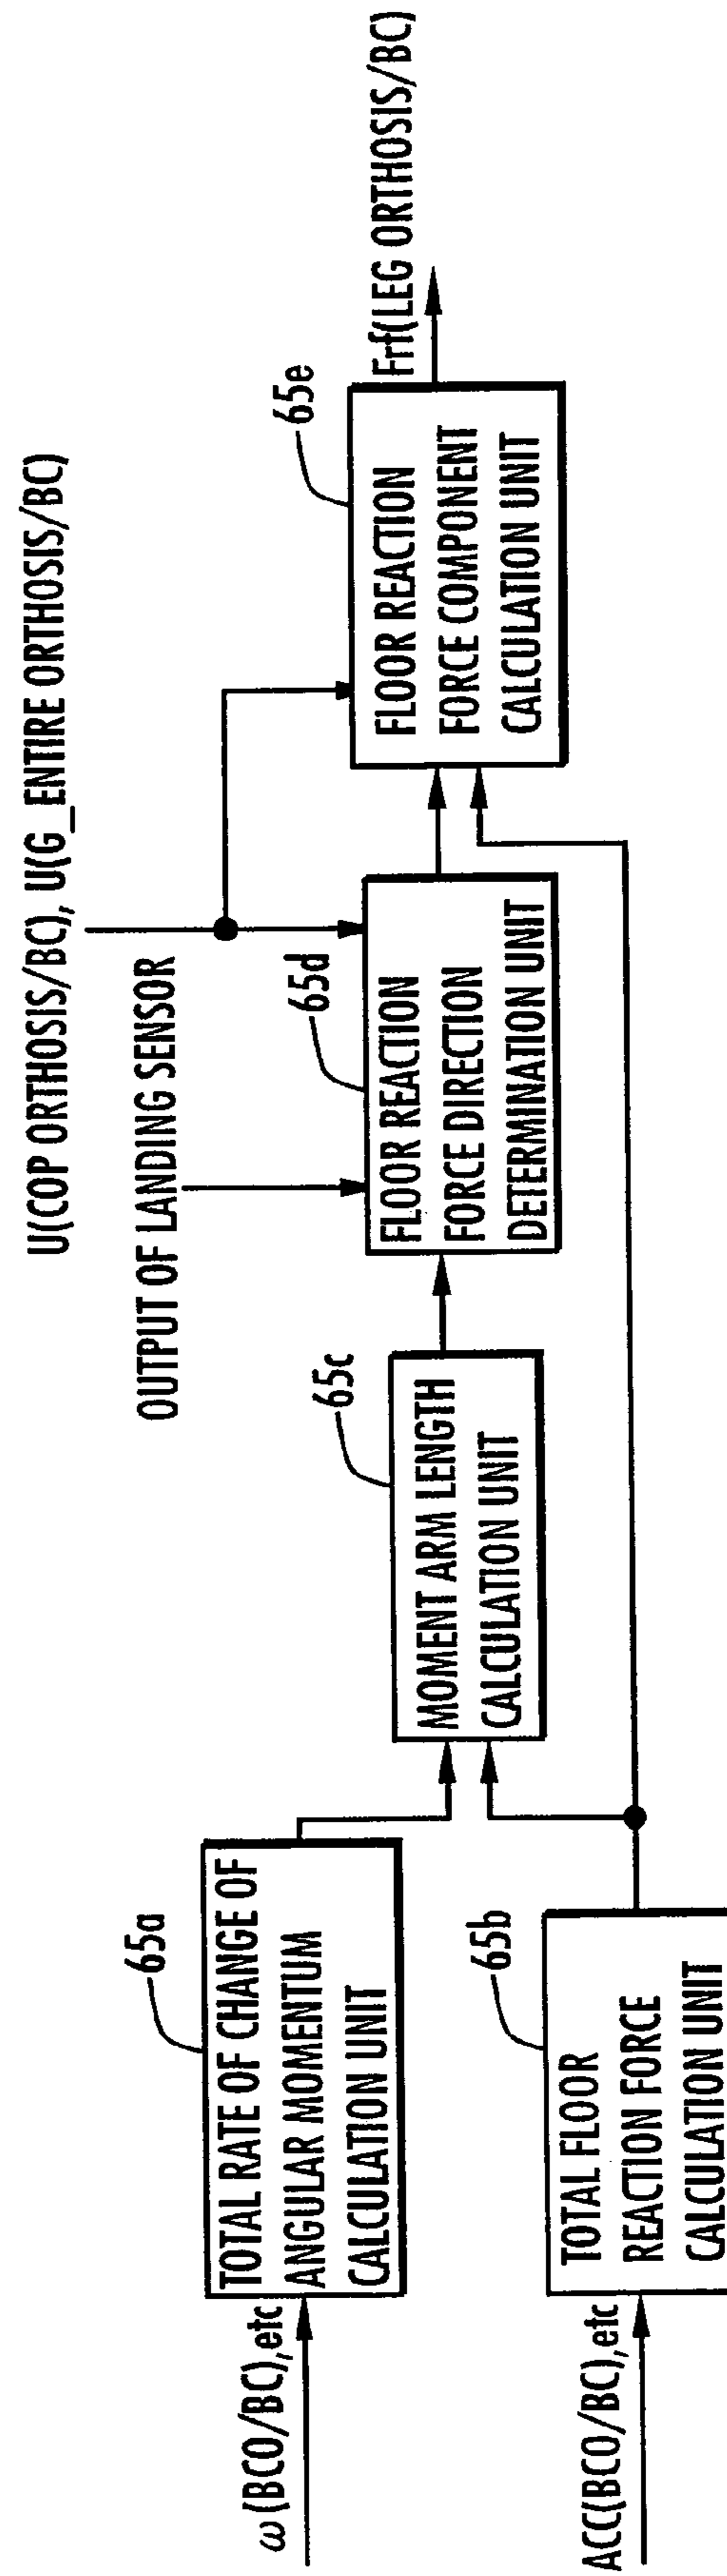 ω(BCO/BC),etc
65a
TOTAL RATE OF CHANGE OF
ANGULAR MOMENTUM
CALCULATION UNIT
ACC(BCO/BC),etc
65b
TOTAL FLOOR
REACTION FORCE
CALCULATION UNIT
65c
MOMENT ARM LENGTH
CALCULATION UNIT
OUTPUT OF LANDING SENSOR
U(COP ORTHOSIS/BC), U(G_ENTIRE ORTHOSIS/BC)
65d
FLOOR REACTION
FORCE DIRECTION
DETERMINATION UNIT
65e
FLOOR REACTION
FORCE COMPONENT
CALCULATION UNIT
Frf(LEG ORTHOSIS/BC)